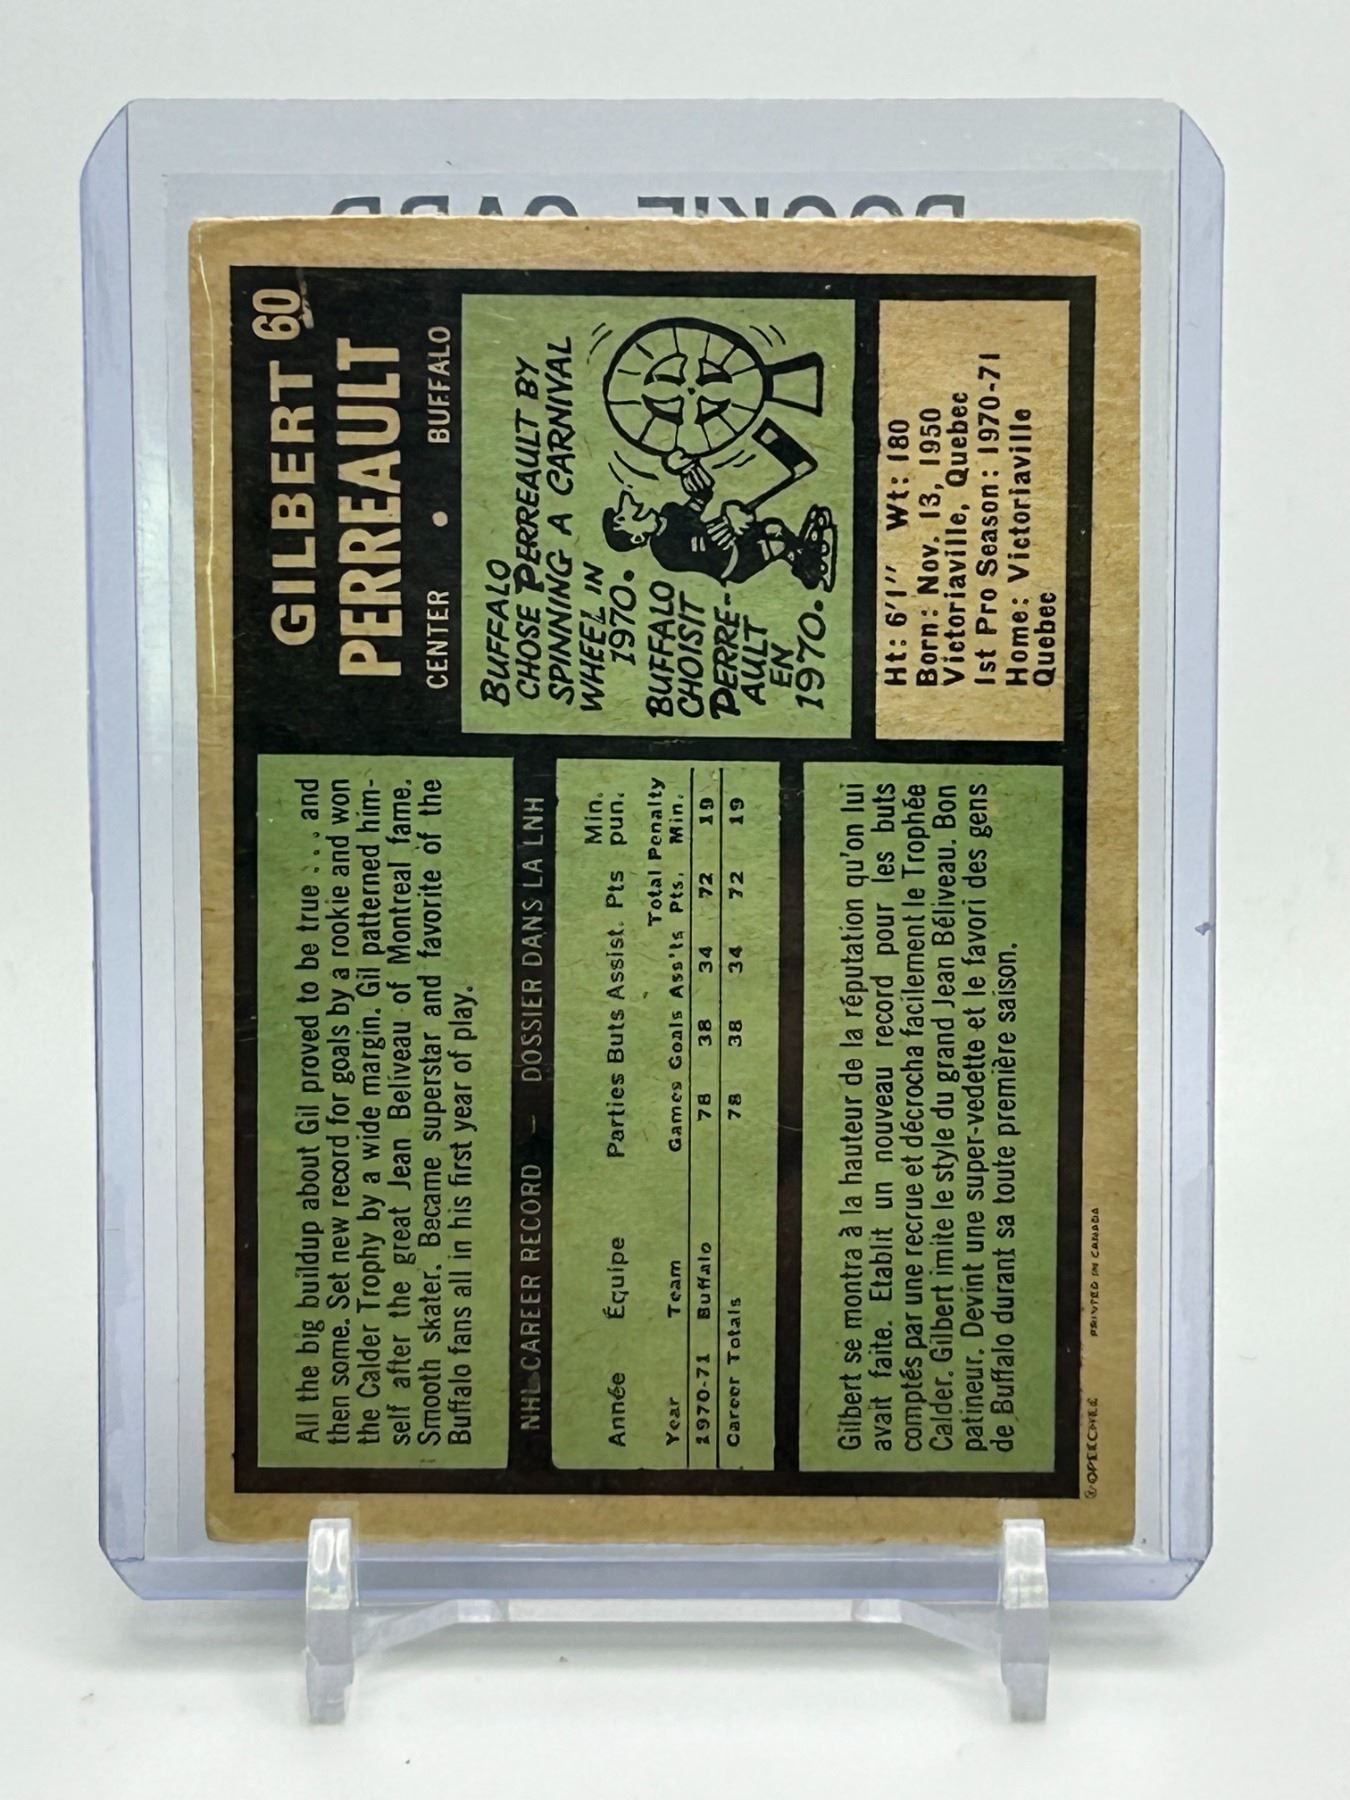 ROOKIE CARD
GILBERT 60
PERREAULT
CENTER • BUFFALO
All the big buildup about Gil proved to be true . . . and
then some. Set new record for goals by a rookie and won
the Calder Trophy by a wide margin. Gil patterned him-
self after the great Jean Beliveau of Montreal fame.
Smooth skater. Became superstar and favorite of the
Buffalo fans all in his first year of play.
NHL CAREER RECORD — DOSSIER DANS LA LNH
Année Équipe Parties Buts Assist. Pts Min. pun.
Year Team Games Goals Ass'ts Total Pts. Penalty Min.
1970-71 Buffalo 78 38 34 72 19
Career Totals 78 38 34 72 19
Gilbert se montra à la hauteur de la réputation qu'on lui
avait faite. Etablit un nouveau record pour les buts
comptés par une recrue et décrocha facilement le Trophée
Calder. Gilbert imite le style du grand Jean Béliveau. Bon
patineur. Devint une super-vedette et le favori des gens
de Buffalo durant sa toute première saison.
BUFFALO
CHOSE PERREAULT BY
SPINNING A CARNIVAL
WHEEL IN
1970.
BUFFALO
CHOISIT
PERRE-
AULT
EN
1970.
Ht: 6'1'' Wt: 180
Born: Nov. 13, 1950
Victoriaville, Quebec
1st Pro Season: 1970-71
Home: Victoriaville
Quebec
© O PEE CHEE PRINTED IN CANADA